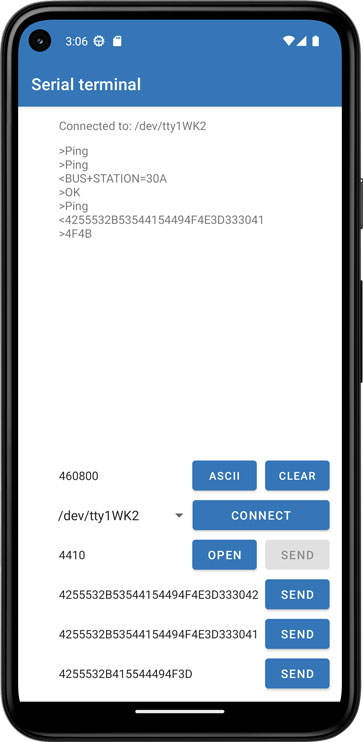 3:06
Serial terminal
Connected to: /dev/tty1WK2
>Ping
>Ping
<BUS+STATION=30A
>OK
>Ping
<4255532B53544154494F4E3D333041
>4F4B
460800 ASCII CLEAR
/dev/tty1WK2 CONNECT
4410 OPEN SEND
4255532B53544154494F4E3D333042 SEND
4255532B53544154494F4E3D333041 SEND
4255532B415544494F3D SEND